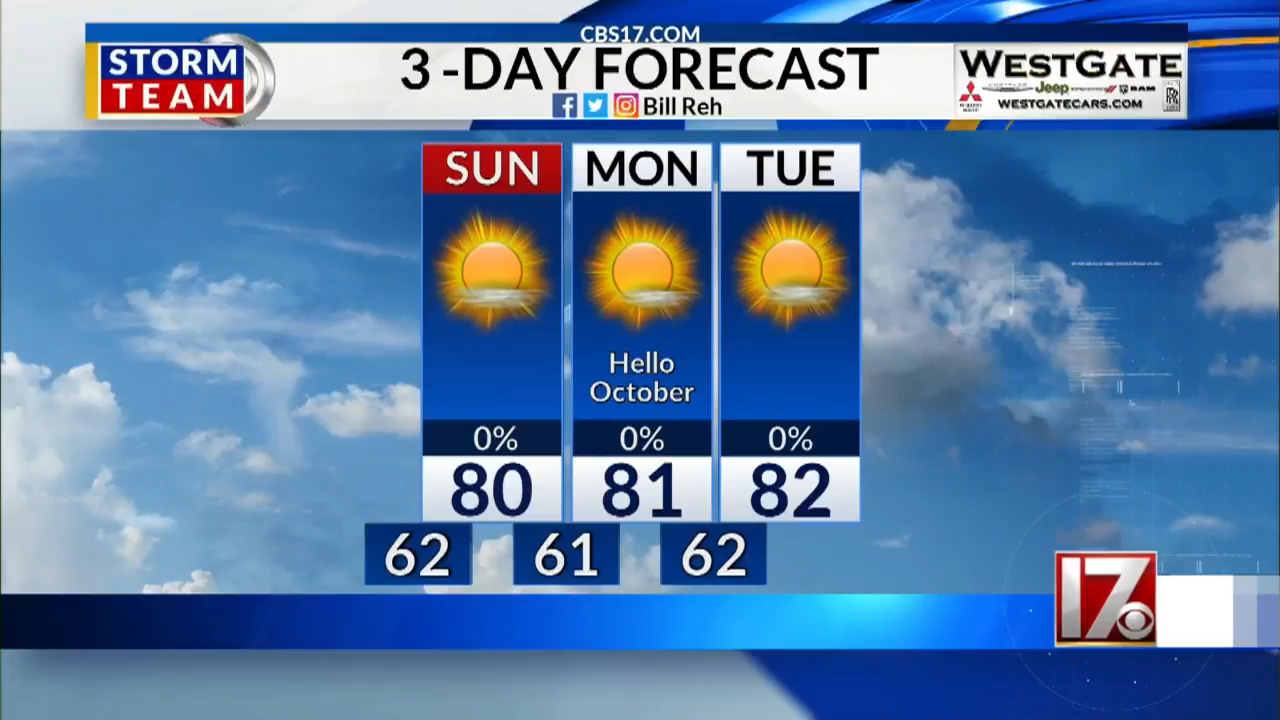 CBS17.COM
STORM
TEAM
3-DAY FORECAST
Bill Reh
WESTGATE
Jeep
RAM
WESTGATECARS.COM
SUN
MON
TUE
Hello
October
0%
0%
0%
80
81
82
62
61
62
17